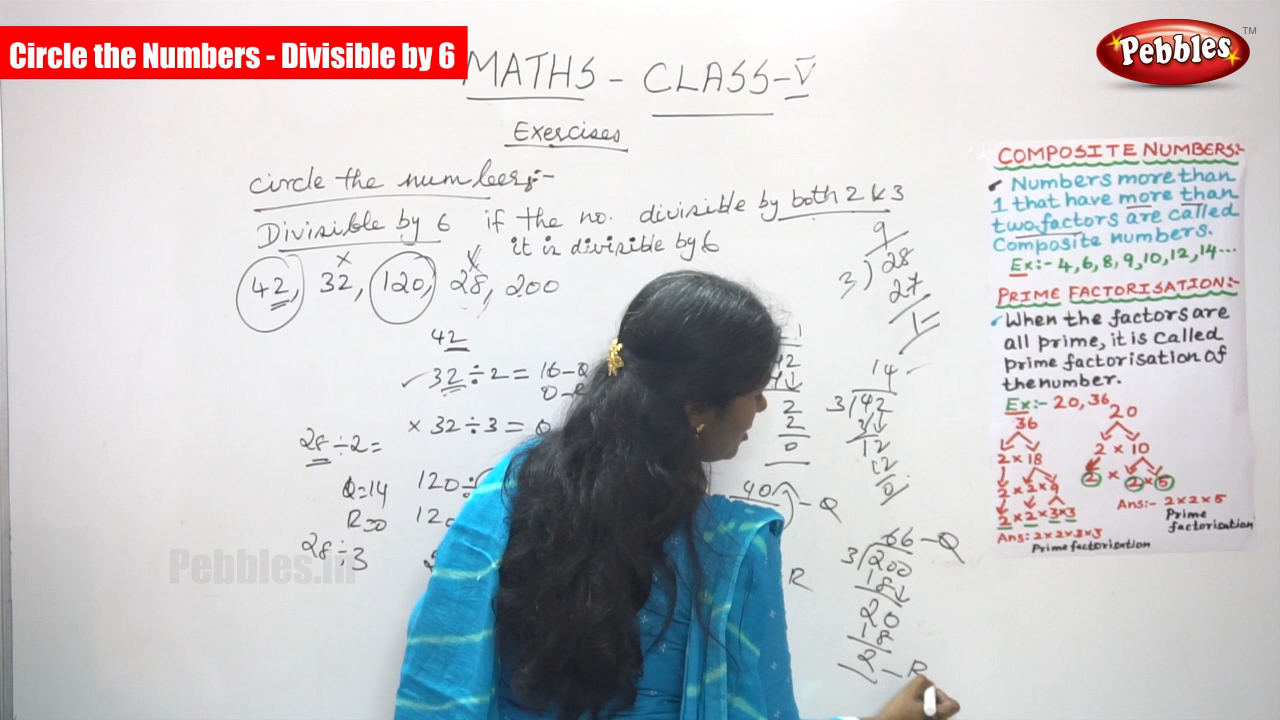 Circle the Numbers - Divisible by 6
Pebbles TM
MATHS - CLASS-V
Exercises
Circle the numbers:-
Divisible by 6 if the no. divisible by both 2 & 3
it is divisible by 6
42, 32, 120, 28, 200
x x
42
✓ 32 ÷ 2 = 16 - Q
x 32 ÷ 3 =
28 ÷ 2 =
Q = 14
R = 0
28 ÷ 3
120 ÷
9
3) 28
27
1
14
3) 42
3↓
12
12
0
2
2
0
40
- Q
R
66 - Q
3) 200
18↓
20
18
2 - R
Pebbles.in
COMPOSITE NUMBERS:-
✓ Numbers more than
1 that have more than
two factors are called
Composite numbers.
Ex:- 4, 6, 8, 9, 10, 12, 14...
PRIME FACTORISATION:-
✓ When the factors are
all prime, it is called
prime factorisation of
the number.
Ex:- 20, 36
36
2 × 18
2 × 2 × 9
2 × 2 × 3 × 3
Ans: 2×2×3×3
Prime factorisation
20
2 × 10
2 × 2 × 5
Ans:- 2×2×5
Prime
factorisation